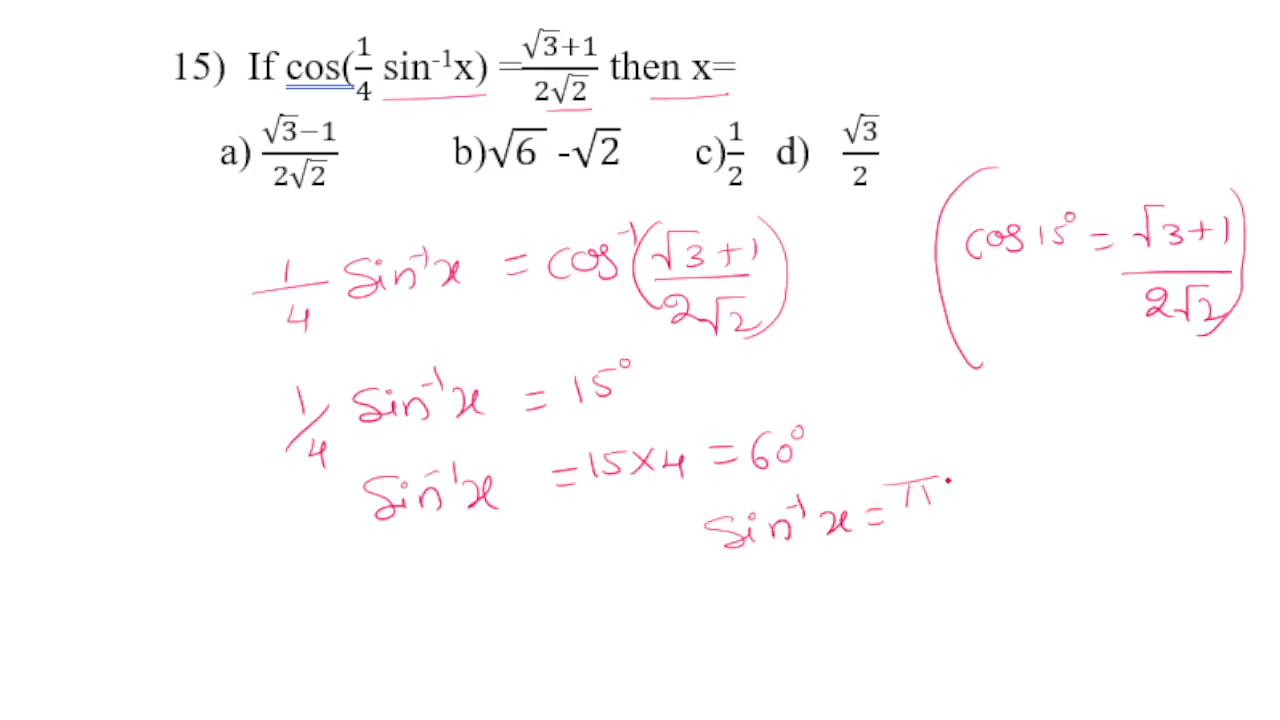 15) If cos(1/4 sin⁻¹x) = (√3+1)/(2√2) then x=
a) (√3−1)/(2√2) b)√6 -√2 c) 1/2 d) √3/2
1/4 sin⁻¹x = cos⁻¹((√3+1)/(2√2)) (cos 15° = (√3+1)/(2√2))
1/4 sin⁻¹x = 15°
sin⁻¹x = 15×4 = 60°
sin⁻¹x = π